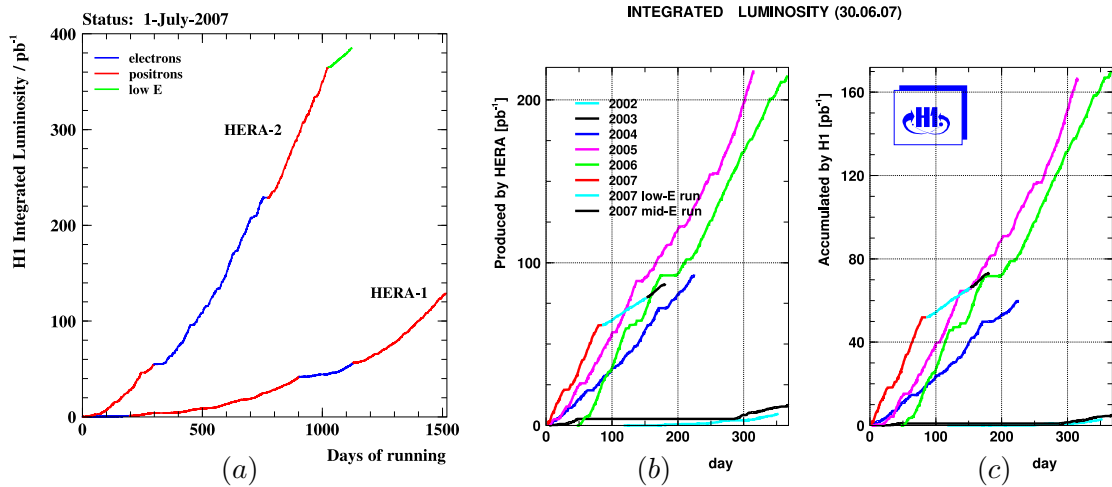 INTEGRATED LUMINOSITY (30.06.07)
Status: 1-July-2007
H1 Integrated Luminosity / pb-1
400
300
200
100
0
electrons
positrons
low E
HERA-2
HERA-1
0 500 1000 1500
Days of running
(a)
Produced by HERA [pb-1]
200
100
0
2002
2003
2004
2005
2006
2007
2007 low-E run
2007 mid-E run
0 100 200 300
day
(b)
Accumulated by H1 [pb-1]
160
120
80
40
0
H1
0 100 200 300
day
(c)